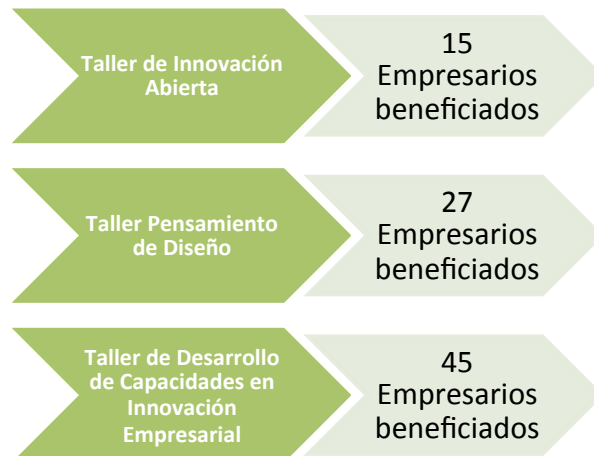 Taller de Innovación
Abierta
15
Empresarios
beneficiados
Taller Pensamiento
de Diseño
27
Empresarios
beneficiados
Taller de Desarrollo
de Capacidades en
Innovación
Empresarial
45
Empresarios
beneficiados